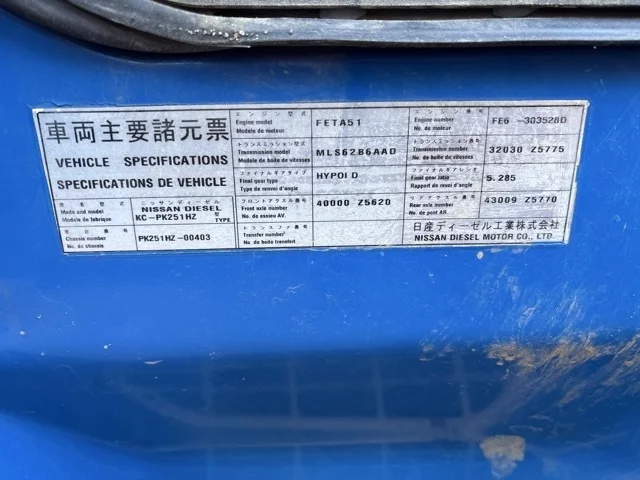 車両主要諸元票
VEHICLE SPECIFICATIONS
SPECIFICATIONS DE VEHICLE
車名型式
Make and model
Modele de fabrique
ニッサンディーゼル
NISSAN DIESEL
KC-PK251HZ 型 TYPE
車台番号
Chassis number
No. de chassis
PK251HZ-00403
エンジン型式
Engine model
Modele de moteur
FETA51
トランスミッション型式
Transmission model
Modele de boite de vitesses
MLS62B6AAD
ファイナルギアタイプ
Final gear type
Type de renvoi d'angle
HYPOID
フロントアクスル番号
Front axle number
No. de essieu AV.
40000 Z5620
トランスファ番号
Transfer number
No. de boite transfert
エンジン番号
Engine number
No. de moteur
FE6 -303528D
トランスミッション番号
Transmission number
No. de boite de vitesses
32030 Z5775
ファイナルギアレシオ
Final gear ratio
Rapport de renvoi d'angle
5.285
リアアクスル番号
Rear axle number
No. de pont AR.
43009 Z5770
日産ディーゼル工業株式会社
NISSAN DIESEL MOTOR CO., LTD.